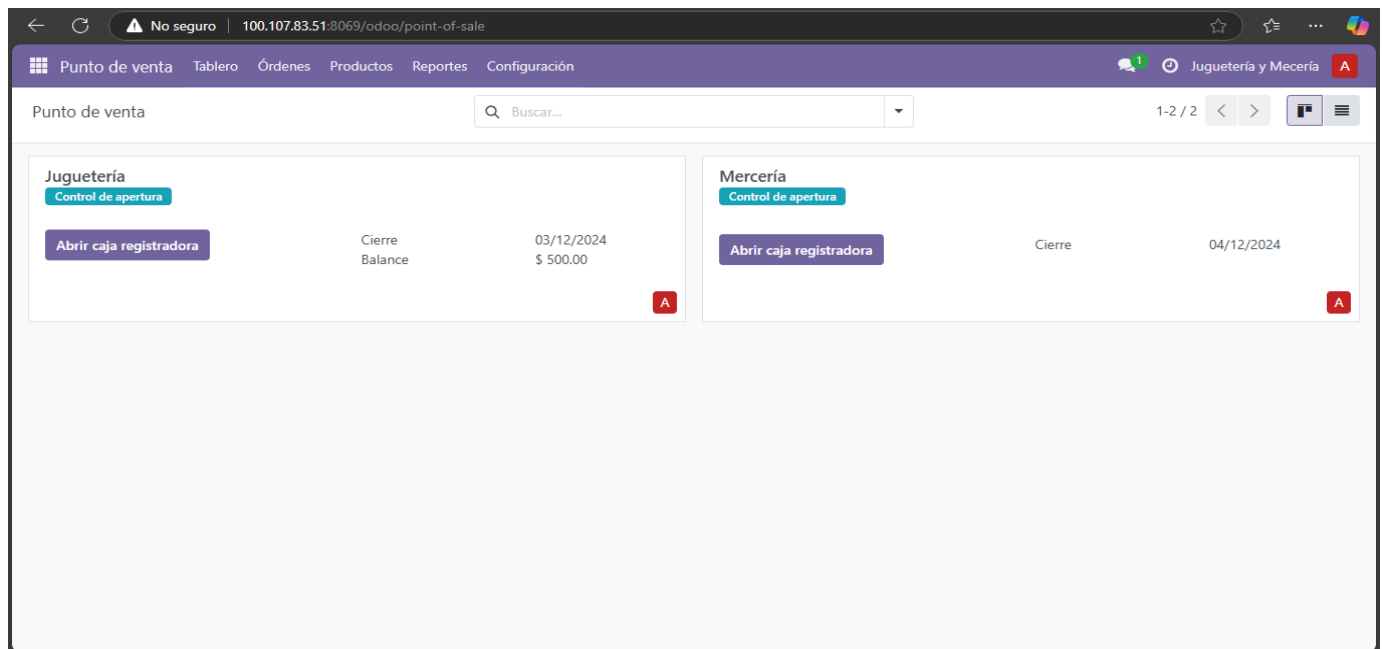 No seguro | 100.107.83.51:8069/odoo/point-of-sale
Punto de venta Tablero Órdenes Productos Reportes Configuración 1 Juguetería y Mecería A
Punto de venta Buscar... 1-2 / 2
Juguetería
Control de apertura
Abrir caja registradora
Cierre 03/12/2024
Balance $ 500.00
A
Mercería
Control de apertura
Abrir caja registradora
Cierre 04/12/2024
A